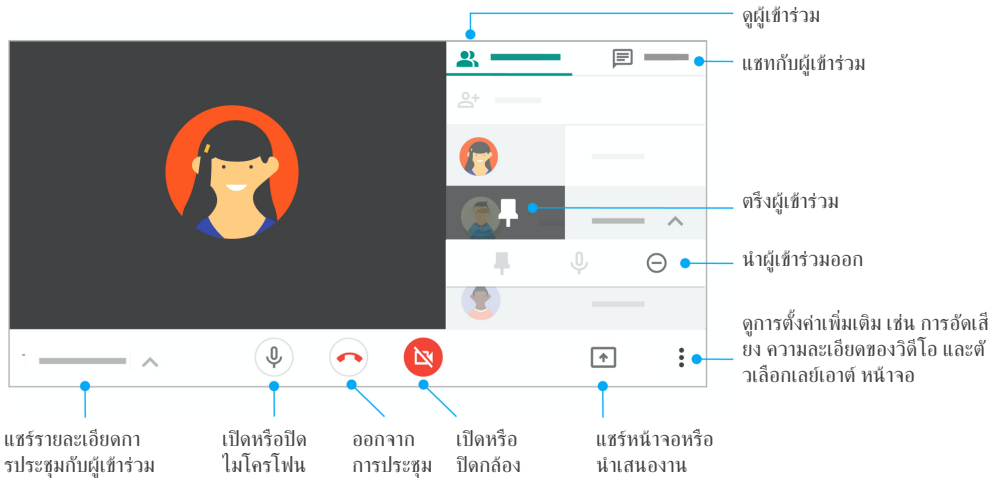 ดูผู้เข้าร่วม
แชทกับผู้เข้าร่วม
ตรึงผู้เข้าร่วม
นำผู้เข้าร่วมออก
ดูการตั้งค่าเพิ่มเติม เช่น การอัดเสี
ยง ความละเอียดของวิดีโอ และตั
วเลือกเลย์เอาต์ หน้าจอ
แชร์รายละเอียดกา
รประชุมกับผู้เข้าร่วม
เปิดหรือปิด
ไมโครโฟน
ออกจาก
การประชุม
เปิดหรือ
ปิดกล้อง
แชร์หน้าจอหรือ
นำเสนองาน